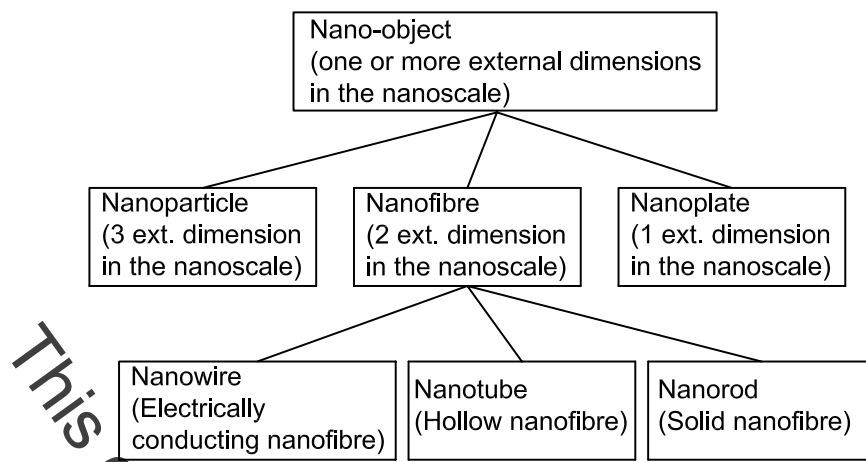 Nano-object
(one or more external dimensions
in the nanoscale)
Nanoparticle
(3 ext. dimension
in the nanoscale)
Nanofibre
(2 ext. dimension
in the nanoscale)
Nanoplate
(1 ext. dimension
in the nanoscale)
Nanowire
(Electrically
conducting nanofibre)
Nanotube
(Hollow nanofibre)
Nanorod
(Solid nanofibre)
This